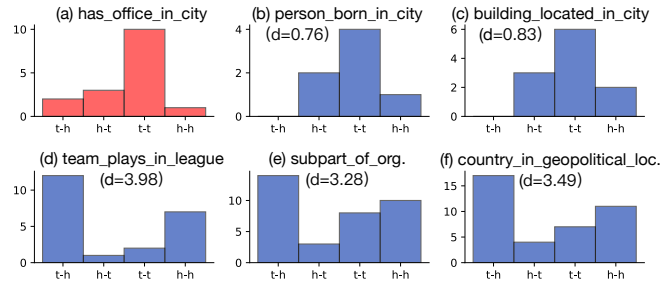 (a) has_office_in_city
10
5
0
t-h h-t t-t h-h
(b) person_born_in_city
(d=0.76)
4
2
0
t-h h-t t-t h-h
(c) building_located_in_city
(d=0.83)
6
4
2
0
t-h h-t t-t h-h
(d) team_plays_in_league
(d=3.98)
10
5
0
t-h h-t t-t h-h
(e) subpart_of_org.
(d=3.28)
10
5
0
t-h h-t t-t h-h
(f) country_in_geopolitical_loc.
(d=3.49)
15
10
5
0
t-h h-t t-t h-h